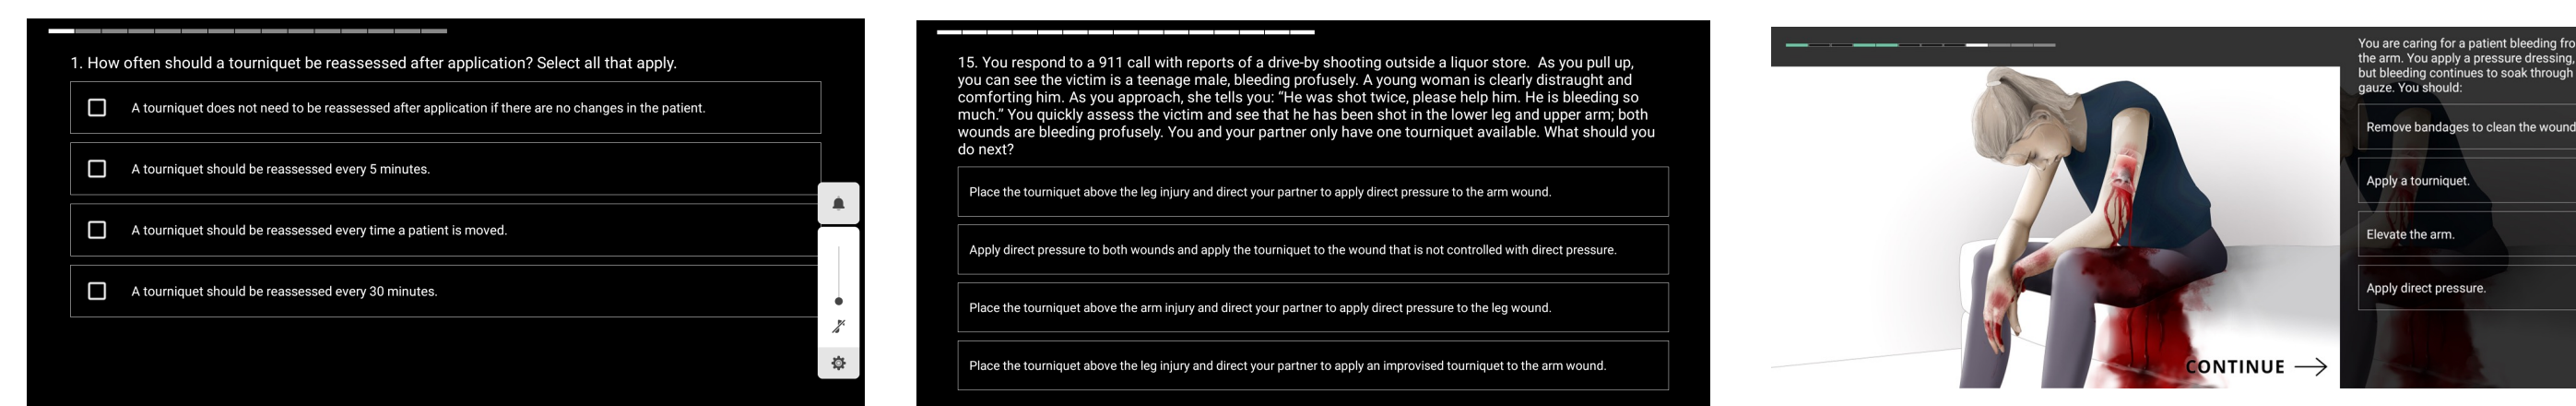 1. How often should a tourniquet be reassessed after application? Select all that apply.
A tourniquet does not need to be reassessed after application if there are no changes in the patient.
A tourniquet should be reassessed every 5 minutes.
A tourniquet should be reassessed every time a patient is moved.
A tourniquet should be reassessed every 30 minutes.
15. You respond to a 911 call with reports of a drive-by shooting outside a liquor store. As you pull up,
you can see the victim is a teenage male, bleeding profusely. A young woman is clearly distraught and
comforting him. As you approach, she tells you: “He was shot twice, please help him. He is bleeding so
much.” You quickly assess the victim and see that he has been shot in the lower leg and upper arm; both
wounds are bleeding profusely. You and your partner only have one tourniquet available. What should you
do next?
Place the tourniquet above the leg injury and direct your partner to apply direct pressure to the arm wound.
Apply direct pressure to both wounds and apply the tourniquet to the wound that is not controlled with direct pressure.
Place the tourniquet above the arm injury and direct your partner to apply direct pressure to the leg wound.
Place the tourniquet above the leg injury and direct your partner to apply an improvised tourniquet to the arm wound.
CONTINUE
You are caring for a patient bleeding fro
the arm. You apply a pressure dressing,
but bleeding continues to soak through
gauze. You should:
Remove bandages to clean the wound
Apply a tourniquet.
Elevate the arm.
Apply direct pressure.